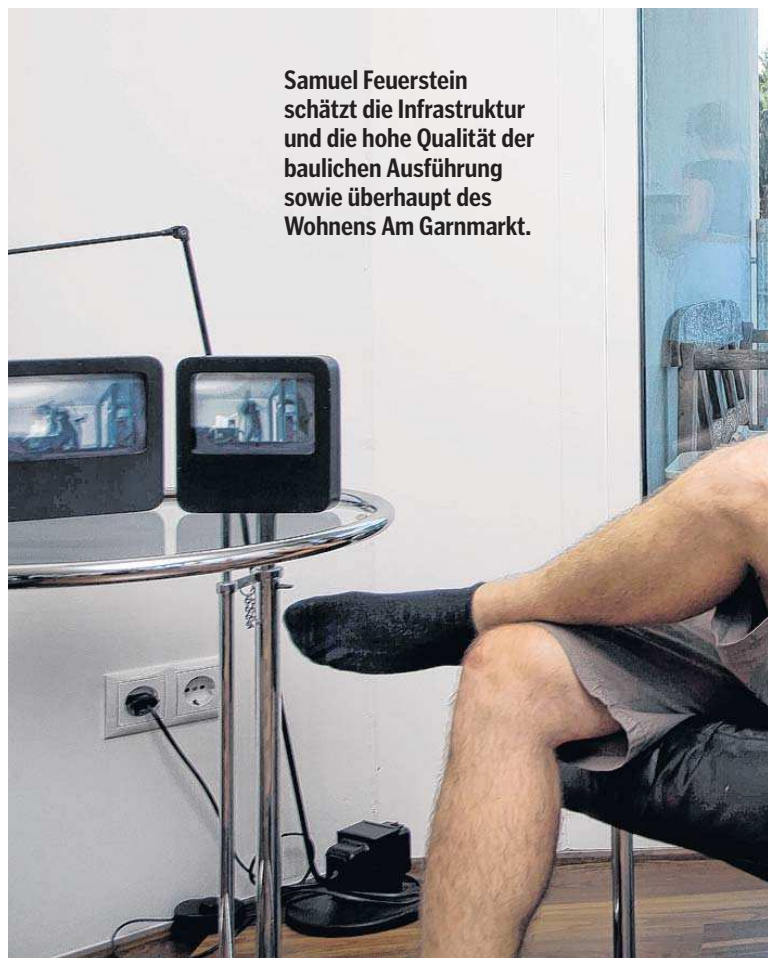 Samuel Feuerstein
schätzt die Infrastruktur
und die hohe Qualität der
baulichen Ausführung
sowie überhaupt des
Wohnens Am Garnmarkt.